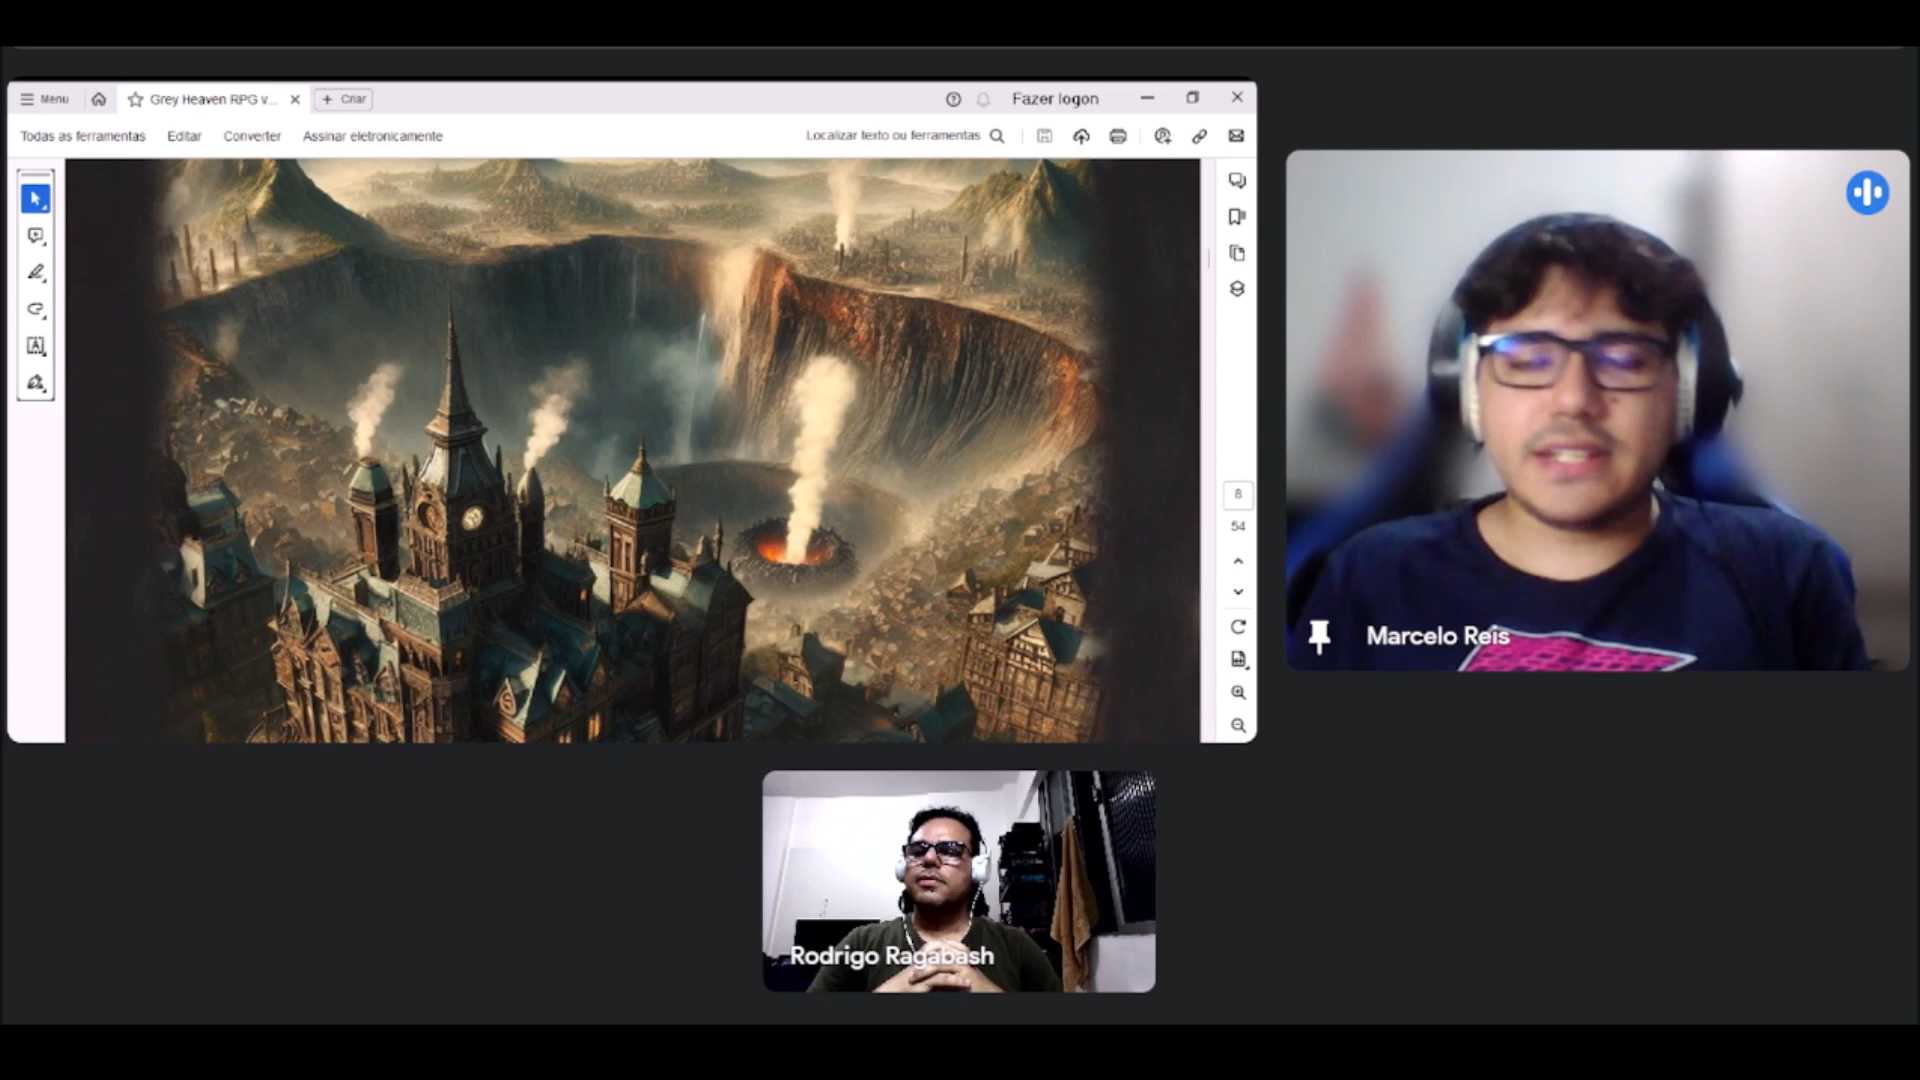 Menu
Grey Heaven RPG v...
Criar
Fazer logon
Todas as ferramentas
Editar
Converter
Assinar eletronicamente
Localizar texto ou ferramentas
8
54
Marcelo Reis
Rodrigo Ragabash